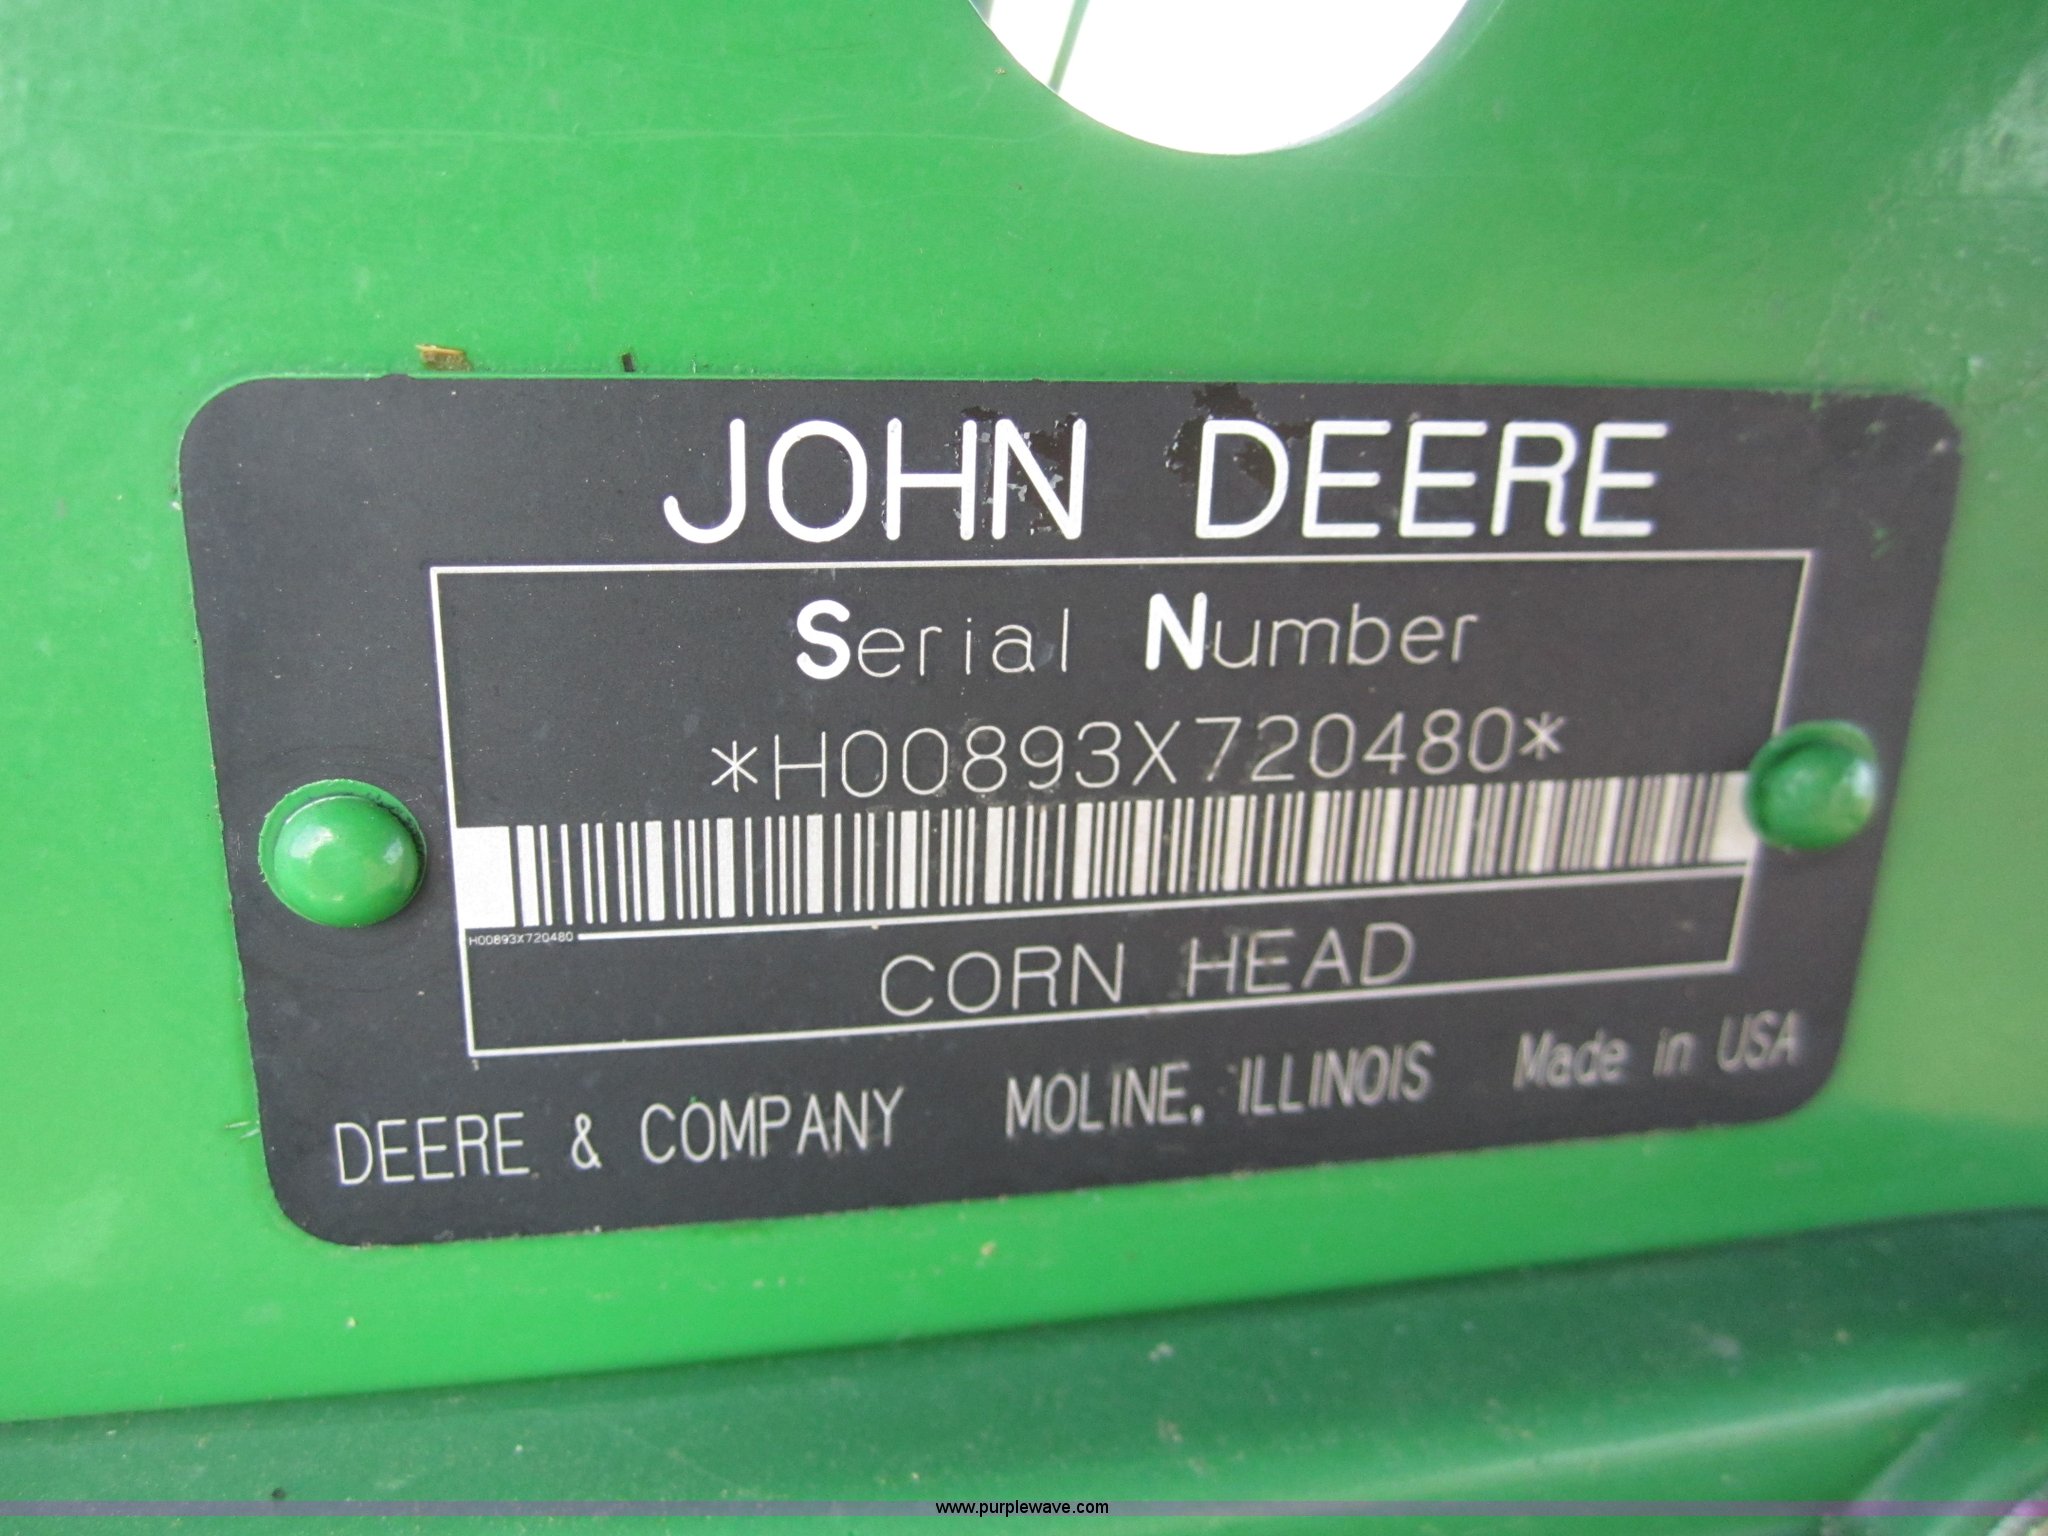 JOHN DEERE
Serial Number
*H00893X720480*
H00893X720480
CORN HEAD
DEERE & COMPANY MOLINE, ILLINOIS Made in USA
www.purplewave.com